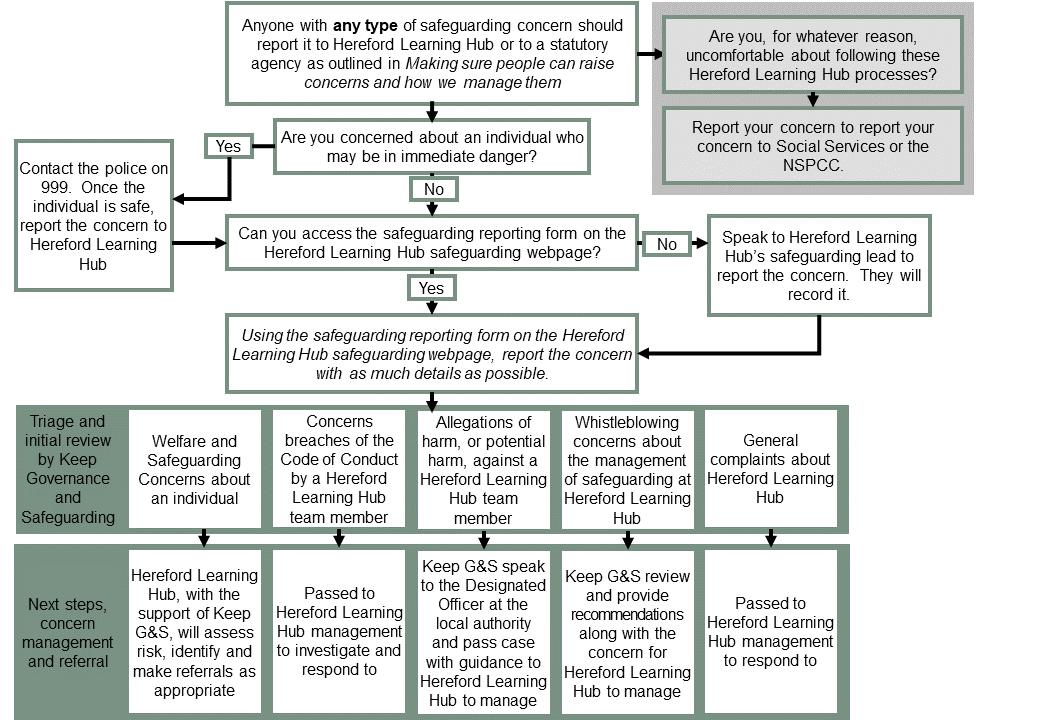 Anyone with any type of safeguarding concern should
report it to Hereford Learning Hub or to a statutory
agency as outlined in Making sure people can raise
concerns and how we manage them
Are you, for whatever reason,
uncomfortable about following these
Hereford Learning Hub processes?
Report your concern to report your
concern to Social Services or the
NSPCC.
Are you concerned about an individual who
may be in immediate danger?
Yes
No
Contact the police on
999. Once the
individual is safe,
report the concern to
Hereford Learning
Hub
Can you access the safeguarding reporting form on the
Hereford Learning Hub safeguarding webpage?
No
Speak to Hereford Learning
Hub's safeguarding lead to
report the concern. They will
record it.
Yes
Using the safeguarding reporting form on the Hereford
Learning Hub safeguarding webpage, report the concern
with as much details as possible.
Triage and
initial review
by Keep
Governance
and
Safeguarding
Welfare and
Safeguarding
Concerns about
an individual
Concerns
breaches of the
Code of Conduct
by a Hereford
Learning Hub
team member
Allegations of
harm, or potential
harm, against a
Hereford Learning
Hub team
member
Whistleblowing
concerns about
the management
of safeguarding at
Hereford Learning
Hub
General
complaints about
Hereford Learning
Hub
Next steps,
concern
management
and referral
Hereford Learning
Hub, with the
support of Keep
G&S, will assess
risk, identify and
make referrals as
appropriate
Passed to
Hereford Learning
Hub management
to investigate and
respond to
Keep G&S speak
to the Designated
Officer at the
local authority
and pass case
with guidance to
Hereford Learning
Hub to manage
Keep G&S review
and provide
recommendations
along with the
concern for
Hereford Learning
Hub to manage
Passed to
Hereford Learning
Hub management
to respond to